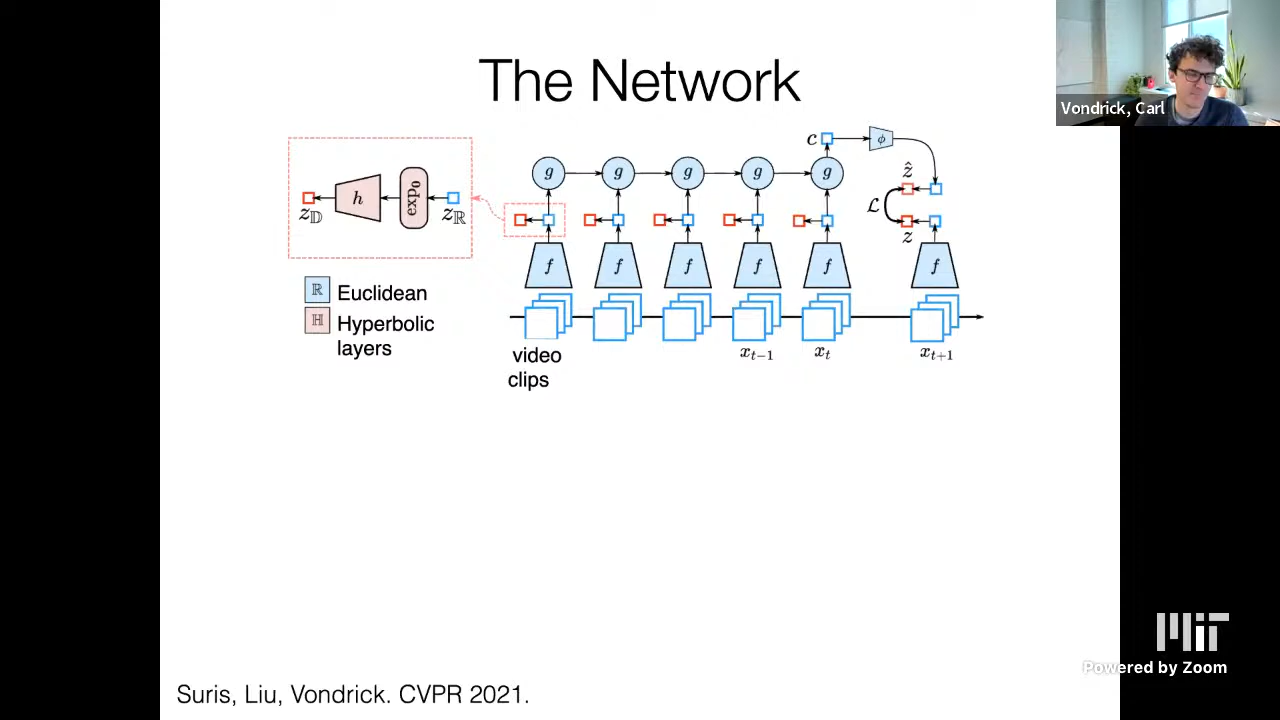 The Network
Vondrick, Carl
c
ϕ
g g g g g
ẑ
ℒ
z
h
exp₀
z_𝔻
z_ℝ
f f f f f f
ℝ Euclidean
ℍ Hyperbolic
layers
video
clips
x_{t−1}
x_t
x_{t+1}
MIT
Powered by Zoom
Suris, Liu, Vondrick. CVPR 2021.